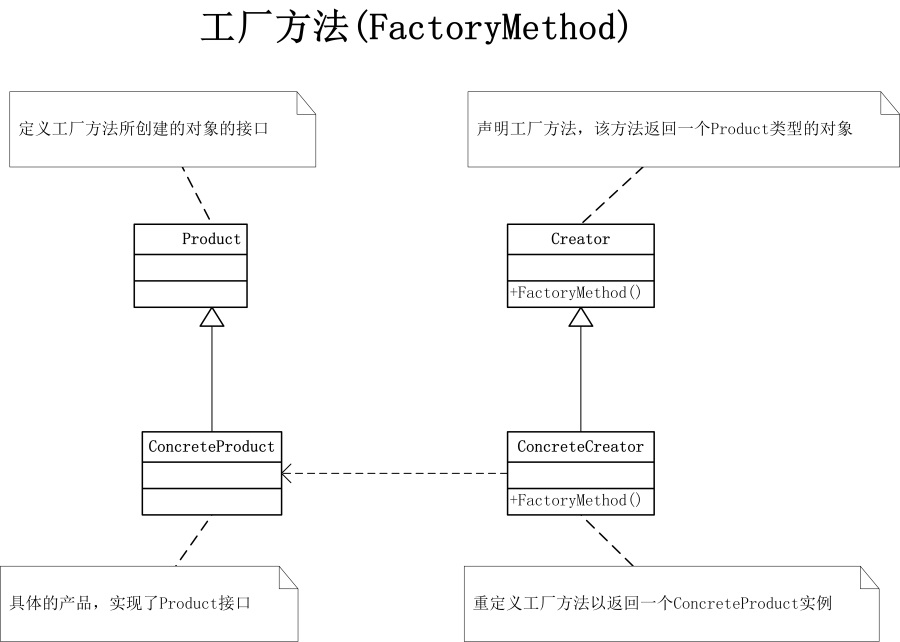 工厂方法(FactoryMethod)
定义工厂方法所创建的对象的接口
声明工厂方法，该方法返回一个Product类型的对象
Product
Creator
+FactoryMethod()
ConcreteProduct
ConcreteCreator
+FactoryMethod()
具体的产品，实现了Product接口
重定义工厂方法以返回一个ConcreteProduct实例